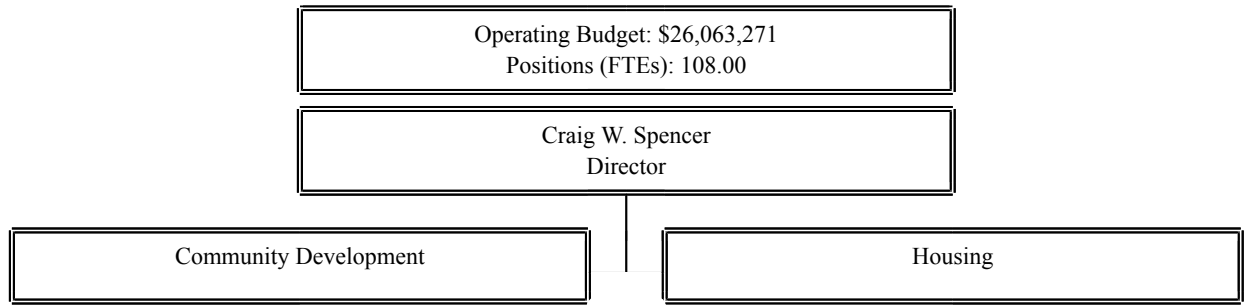 Operating Budget: $26,063,271
Positions (FTEs): 108.00
Craig W. Spencer
Director
Community Development
Housing